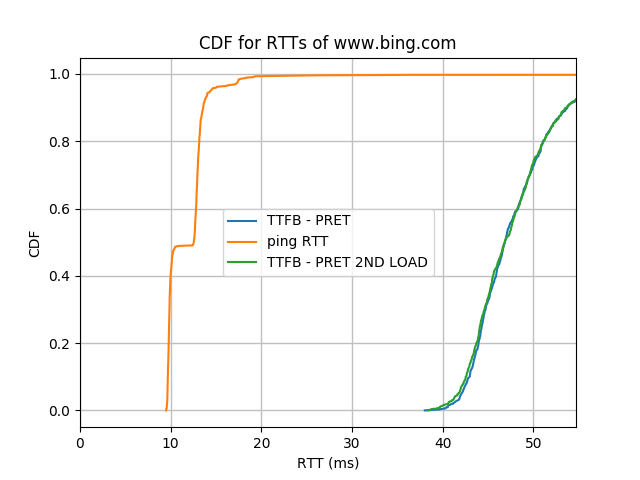 CDF for RTTs of www.bing.com
1.0
0.8
0.6
0.4
0.2
0.0
CDF
TTFB - PRET
ping RTT
TTFB - PRET 2ND LOAD
0 10 20 30 40 50
RTT (ms)